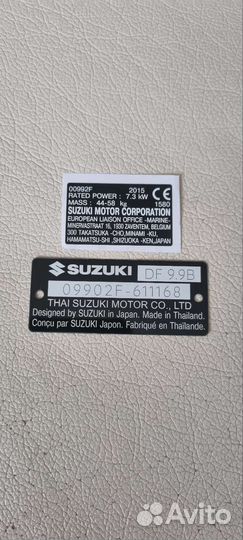 00992F 2015
RATED POWER : 7.3 kW CE
MASS : 44-58 kg 1580
SUZUKI MOTOR CORPORATION
EUROPEAN LIAISON OFFICE -MARINE-
MINERVASTRAAT 16, 1930 ZAVENTEM, BELGIUM
300 TAKATSUKA -CHO,MINAMI -KU,
HAMAMATSU-SHI ,SHIZUOKA -KEN,JAPAN
SUZUKI DF 9.9B
09902F-611168
THAI SUZUKI MOTOR CO., LTD
Designed by SUZUKI in Japan. Made in Thailand.
Conçu par SUZUKI Japon. Fabriqué en Thaïlande.
Avito